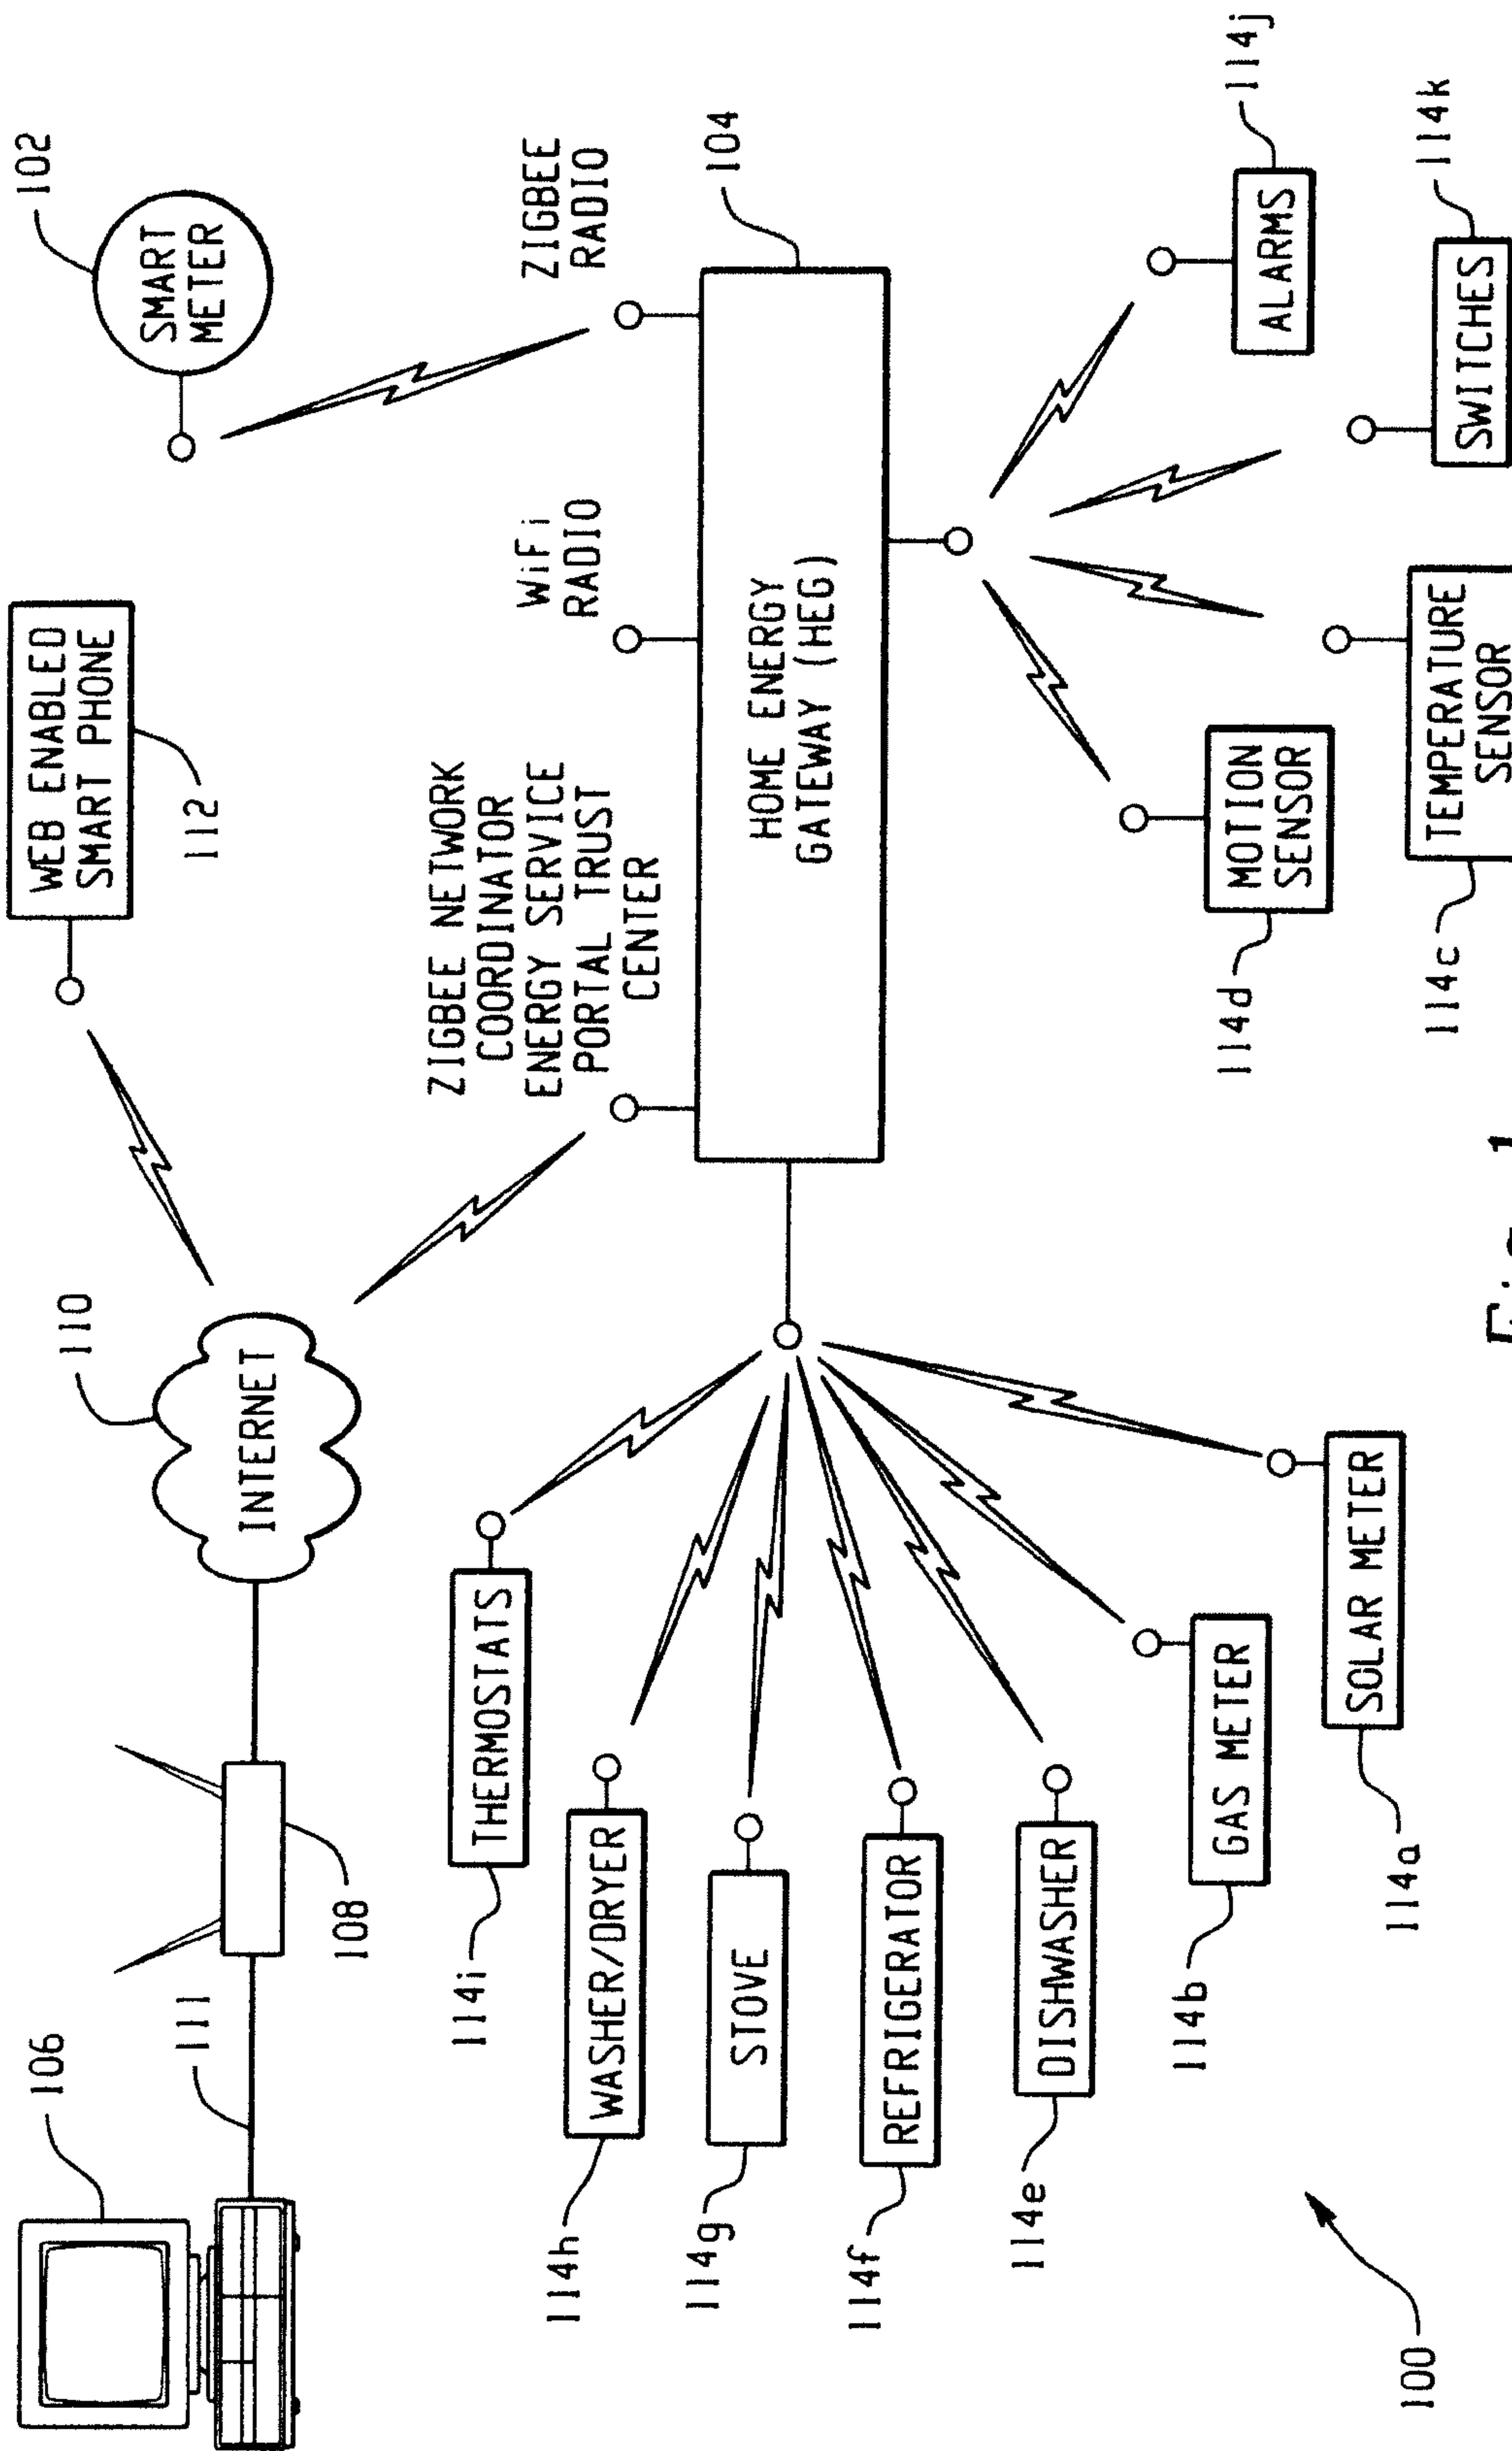 106
111
108
110
INTERNET
WEB ENABLED
SMART PHONE
112
102
SMART
METER
ZIGBEE NETWORK
COORDINATOR
ENERGY SERVICE
PORTAL TRUST
CENTER
WiFi
RADIO
ZIGBEE
RADIO
104
HOME ENERGY
GATEWAY (HEG)
THERMOSTATS
114i
WASHER/DRYER
114h
STOVE
114g
REFRIGERATOR
114f
DISHWASHER
114e
GAS METER
114b
SOLAR METER
114a
MOTION
SENSOR
114d
TEMPERATURE
SENSOR
114c
ALARMS
114j
SWITCHES
114k
100
Fig. 1